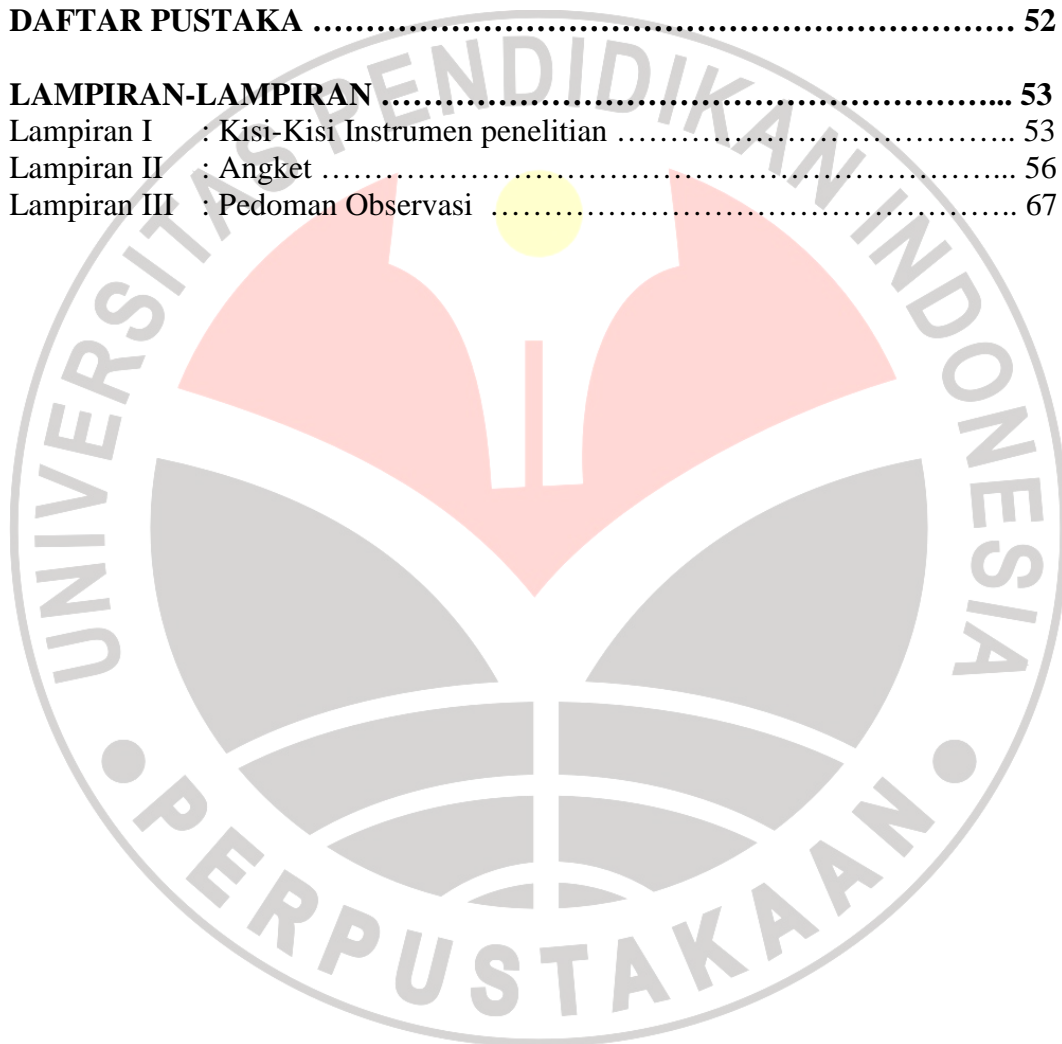 DAFTAR PUSTAKA ……………………………………………………………… 52
LAMPIRAN-LAMPIRAN ……………………………………………………... 53
Lampiran I : Kisi-Kisi Instrumen penelitian ………………………………….. 53
Lampiran II : Angket …………………………………………………………... 56
Lampiran III : Pedoman Observasi …………………………………………….. 67
UNIVERSITAS PENDIDIKAN INDONESIA
PERPUSTAKAAN